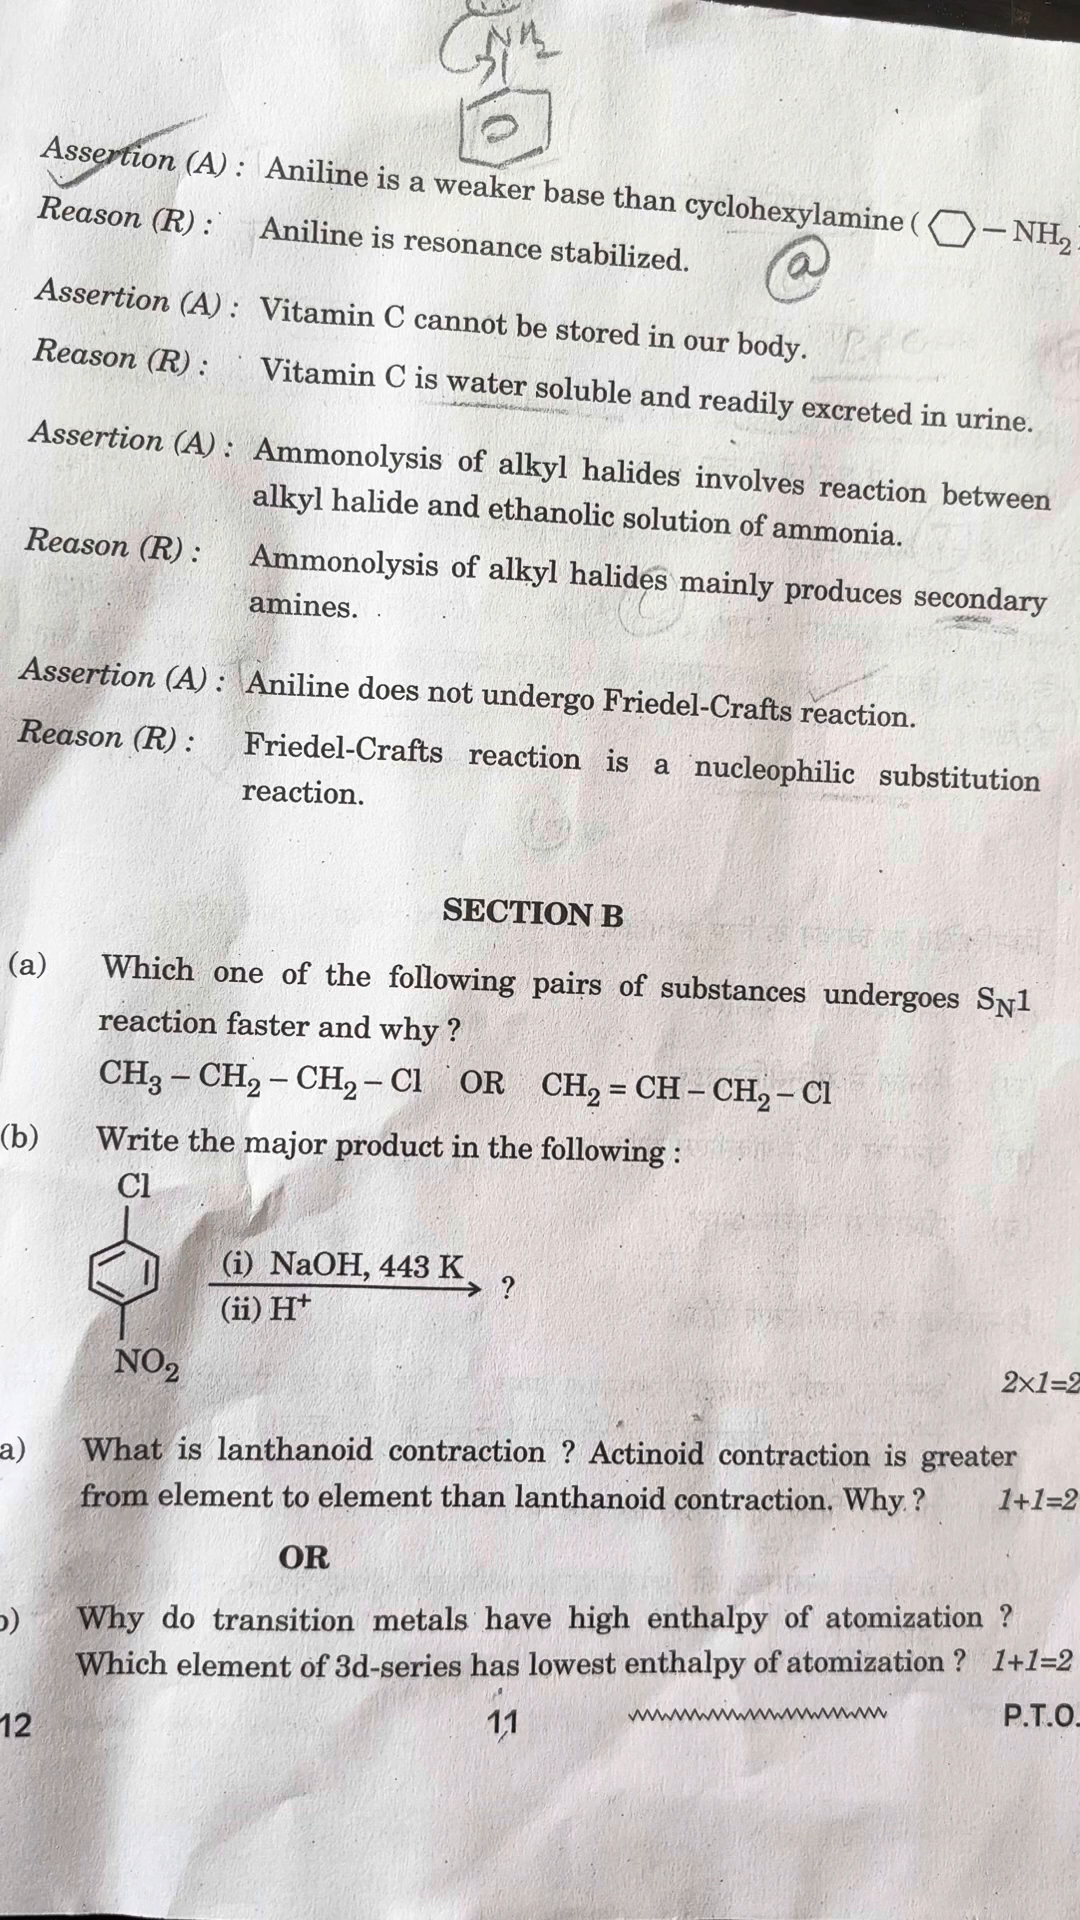 NH2
Assertion (A) : Aniline is a weaker base than cyclohexylamine ( – NH₂
Reason (R) : Aniline is resonance stabilized.
a
Assertion (A) : Vitamin C cannot be stored in our body.
Reason (R) : Vitamin C is water soluble and readily excreted in urine.
Assertion (A) : Ammonolysis of alkyl halides involves reaction between
alkyl halide and ethanolic solution of ammonia.
Reason (R) : Ammonolysis of alkyl halides mainly produces secondary
amines.
Assertion (A) : Aniline does not undergo Friedel-Crafts reaction.
Reason (R) : Friedel-Crafts reaction is a nucleophilic substitution
reaction.
SECTION B
(a) Which one of the following pairs of substances undergoes S_N1
reaction faster and why ?
CH₃ – CH₂ – CH₂ – Cl OR CH₂ = CH – CH₂ – Cl
(b) Write the major product in the following :
Cl
(i) NaOH, 443 K
(ii) H⁺
?
NO₂
2×1=2
a) What is lanthanoid contraction ? Actinoid contraction is greater
from element to element than lanthanoid contraction. Why ? 1+1=2
OR
) Why do transition metals have high enthalpy of atomization ?
Which element of 3d-series has lowest enthalpy of atomization ? 1+1=2
12 11 P.T.O.